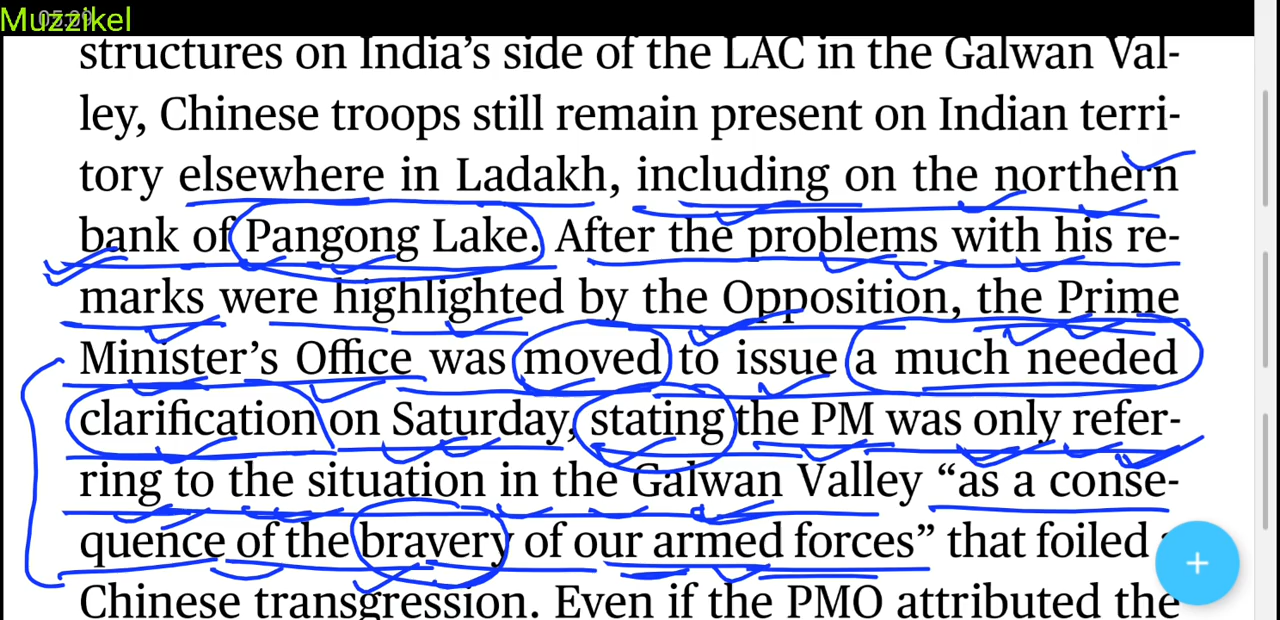 Muzzikel
structures on India’s side of the LAC in the Galwan Val-
ley, Chinese troops still remain present on Indian terri-
tory elsewhere in Ladakh, including on the northern
bank of Pangong Lake. After the problems with his re-
marks were highlighted by the Opposition, the Prime
Minister’s Office was moved to issue a much needed
clarification on Saturday, stating the PM was only refer-
ring to the situation in the Galwan Valley “as a conse-
quence of the bravery of our armed forces” that foiled a
Chinese transgression. Even if the PMO attributed the